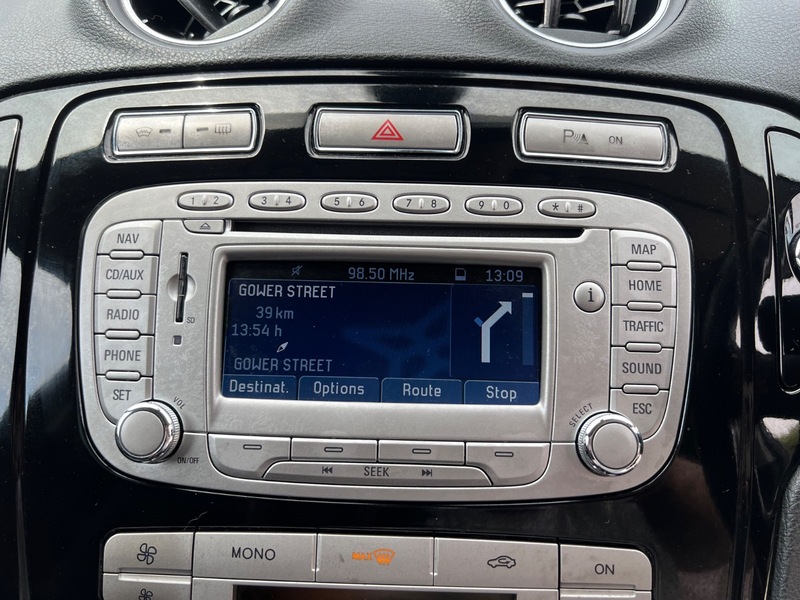 P ON
1 2 3 4 5 6 7 8 9 0 * #
NAV
CD/AUX
RADIO
PHONE
SET
SD
98.50 MHz 13:09
GOWER STREET
39 km
13:54 h
GOWER STREET
Destinat. Options Route Stop
i
MAP
HOME
TRAFFIC
SOUND
ESC
VOL
ON/OFF
SELECT
SEEK
MONO MAX ON